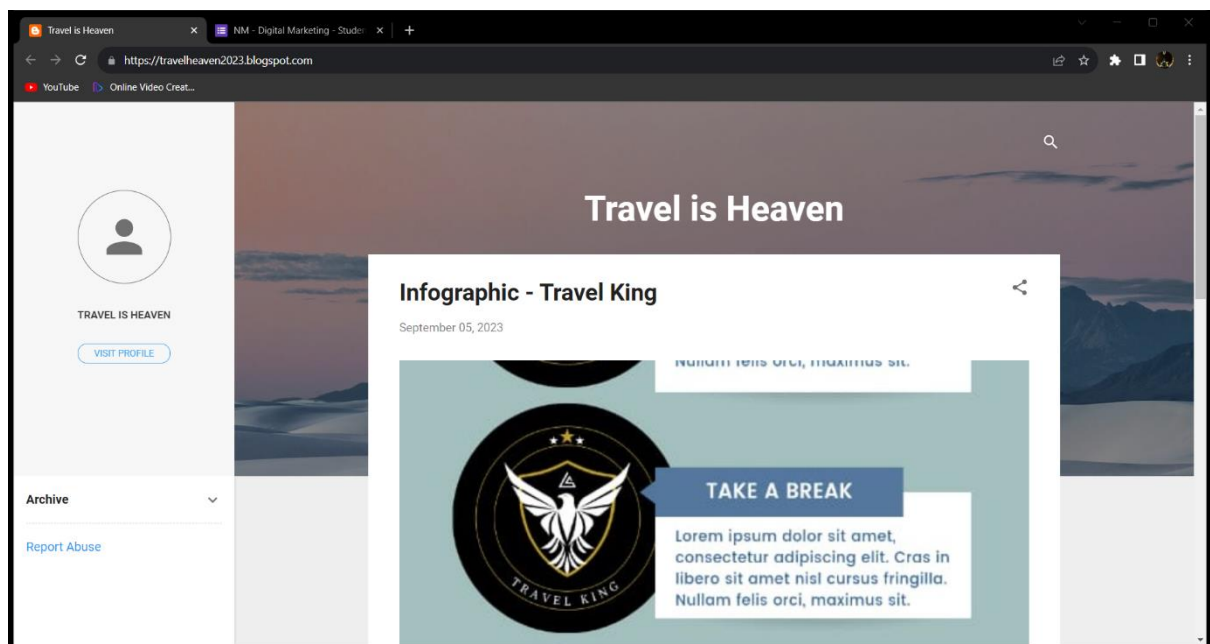 Travel is Heaven
NM - Digital Marketing - Studen
https://travelheaven2023.blogspot.com
YouTube
Online Video Creat...
Travel is Heaven
TRAVEL IS HEAVEN
VISIT PROFILE
Archive
Report Abuse
Infographic - Travel King
September 05, 2023
Nullam felis orci, maximus sit.
TRAVEL KING
TAKE A BREAK
Lorem ipsum dolor sit amet,
consectetur adipiscing elit. Cras in
libero sit amet nisl cursus fringilla.
Nullam felis orci, maximus sit.